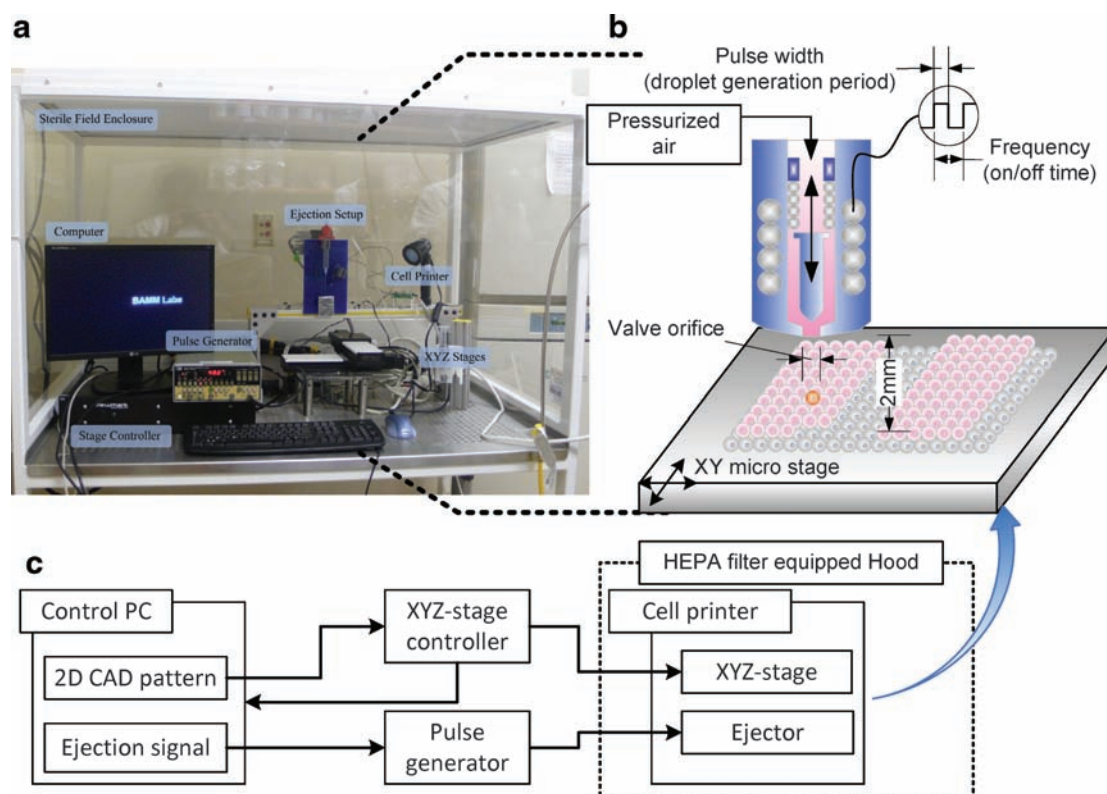 a
Sterile Field Enclosure
Ejection Setup
Computer
Cell Printer
BAMM Labs
Pulse Generator
XYZ Stages
Stage Controller
b
Pulse width
(droplet generation period)
Pressurized
air
Frequency
(on/off time)
Valve orifice
2mm
XY micro stage
c
HEPA filter equipped Hood
Control PC
XYZ-stage
controller
Cell printer
2D CAD pattern
XYZ-stage
Ejection signal
Pulse
generator
Ejector